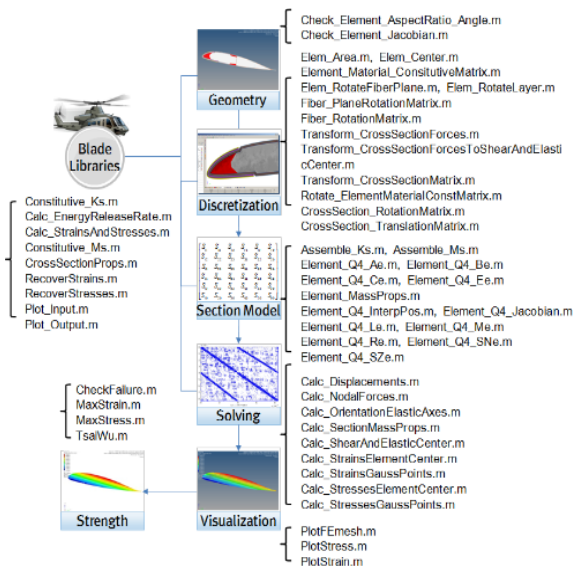 Check_Element_AspectRatio_Angle.m
Check_Element_Jacobian.m
Geometry
Elem_Area.m, Elem_Center.m
Element_Material_ConsitutiveMatrix.m
Elem_RotateFiberPlane.m, Elem_RotateLayer.m
Fiber_PlaneRotationMatrix.m
Fiber_RotationMatrix.m
Transform_CrossSectionForces.m
Transform_CrossSectionForcesToShearAndElasti
cCenter.m
Transform_CrossSectionMatrix.m
Rotate_ElementMaterialConstMatrix.m
CrossSection_RotationMatrix.m
CrossSection_TranslationMatrix.m
Blade
Libraries
Discretization
Constitutive_Ks.m
Calc_EnergyReleaseRate.m
Calc_StrainsAndStresses.m
Constitutive_Ms.m
CrossSectionProps.m
RecoverStrains.m
RecoverStresses.m
Plot_Input.m
Plot_Output.m
Section Model
Assemble_Ks.m, Assemble_Ms.m
Element_Q4_Ae.m, Element_Q4_Be.m
Element_Q4_Ce.m, Element_Q4_Ee.m
Element_MassProps.m
Element_Q4_InterpPos.m, Element_Q4_Jacobian.m
Element_Q4_Le.m, Element_Q4_Me.m
Element_Q4_Re.m, Element_Q4_SNe.m
Element_Q4_SZe.m
Solving
Calc_Displacements.m
Calc_NodalForces.m
Calc_OrientationElasticAxes.m
Calc_SectionMassProps.m
Calc_ShearAndElasticCenter.m
Calc_StrainsElementCenter.m
Calc_StrainsGaussPoints.m
Calc_StressesElementCenter.m
Calc_StressesGaussPoints.m
CheckFailure.m
MaxStrain.m
MaxStress.m
TsaiWu.m
Strength
Visualization
PlotFEmesh.m
PlotStress.m
PlotStrain.m